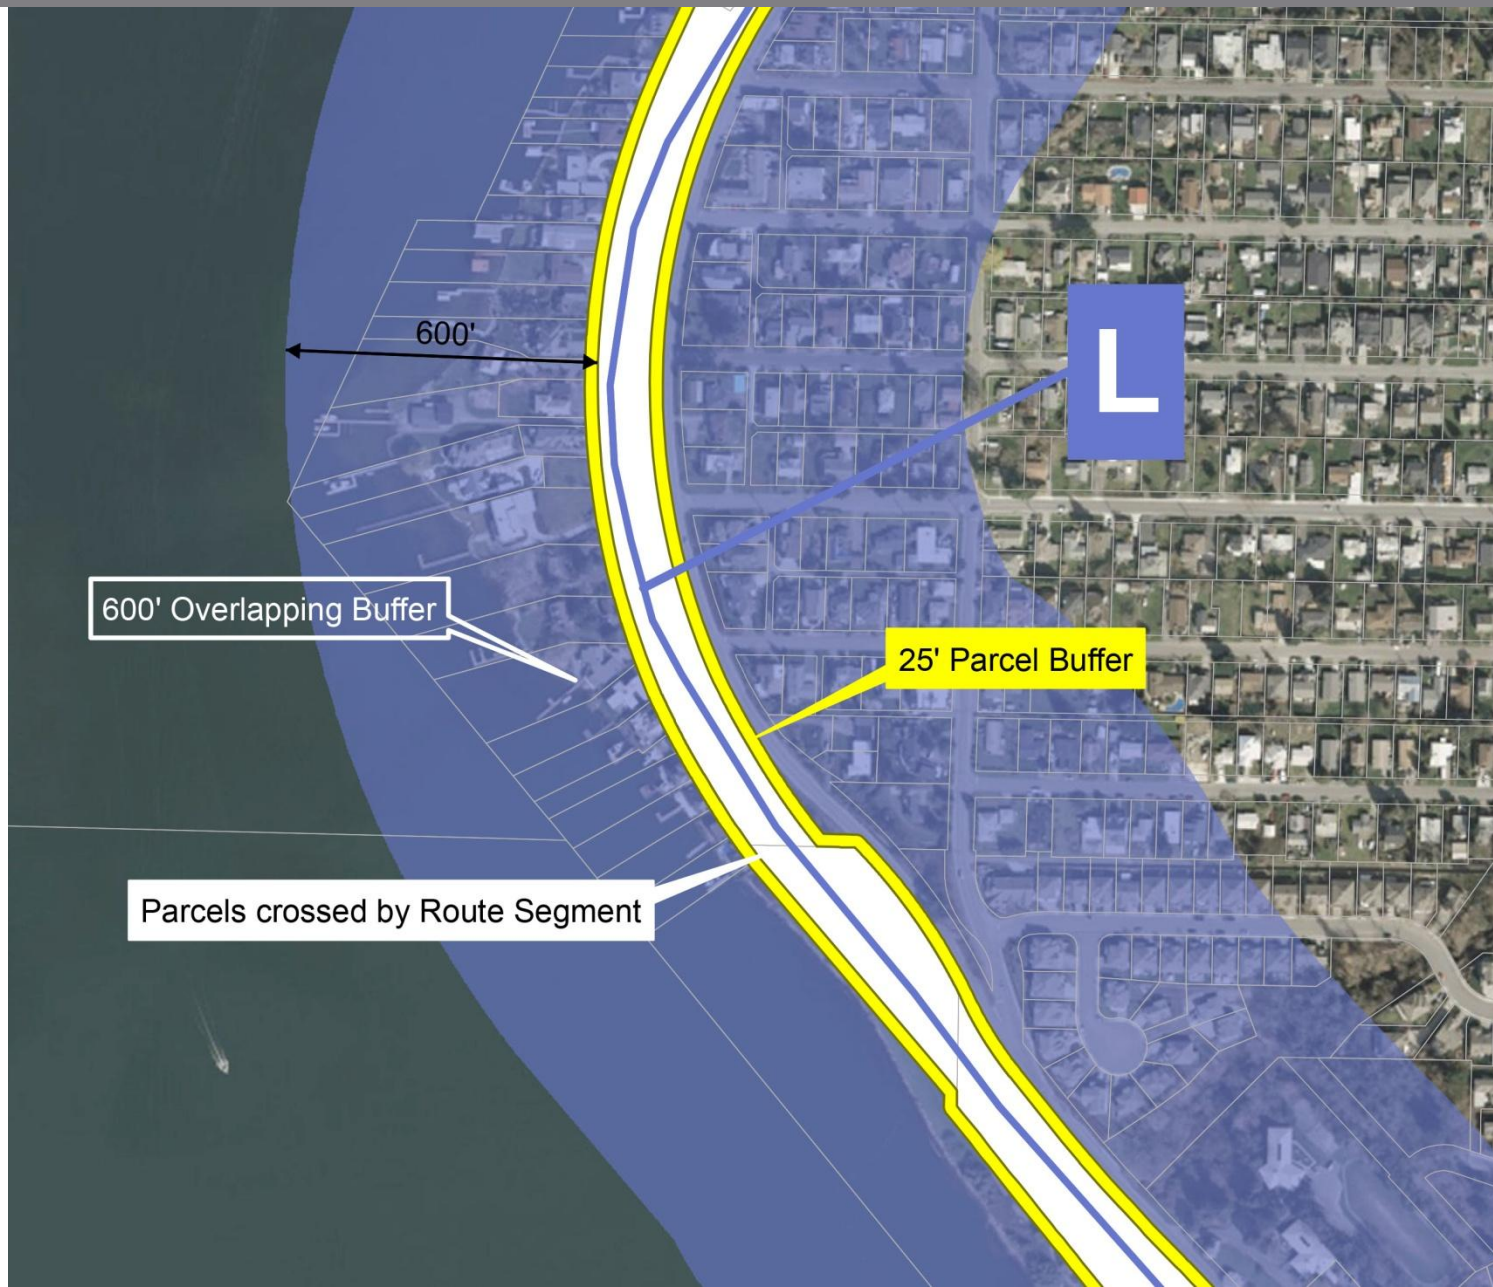 600'
L
600' Overlapping Buffer
25' Parcel Buffer
Parcels crossed by Route Segment